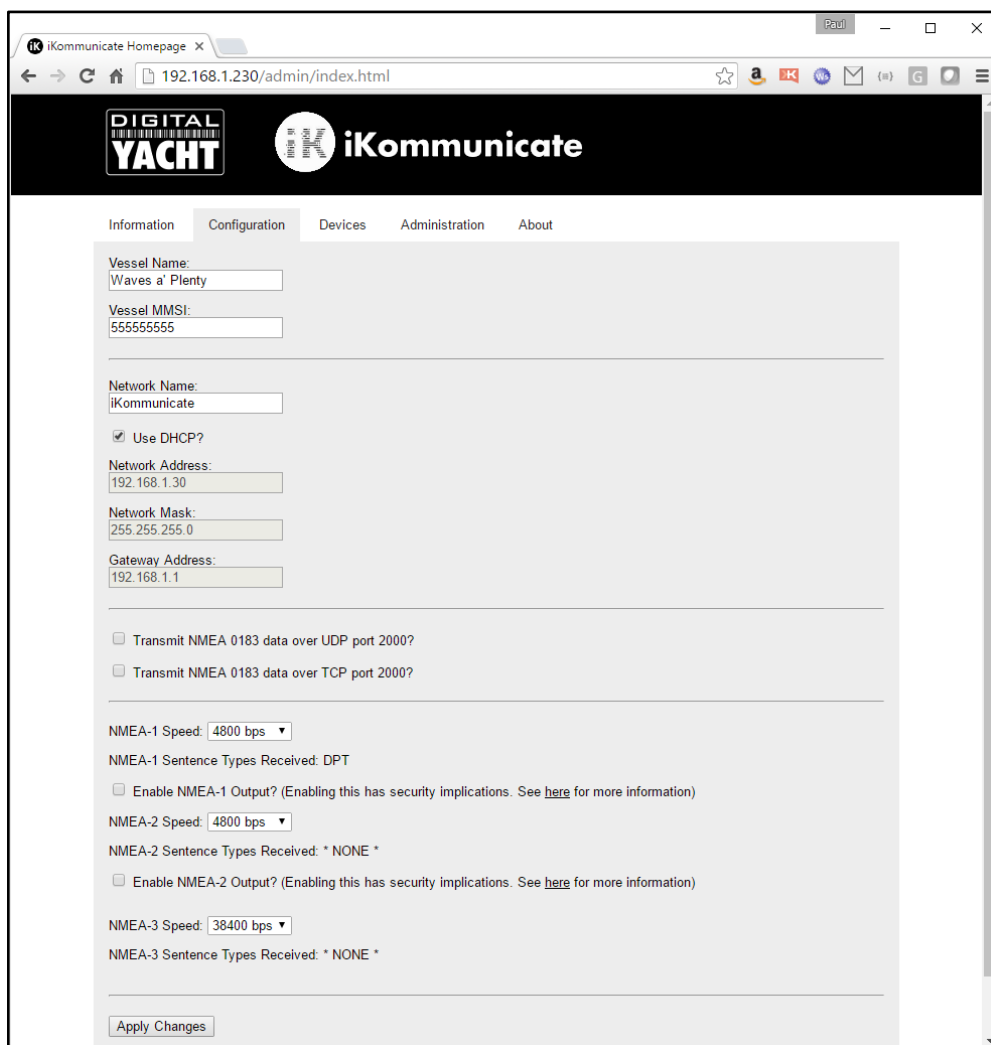 Paul
iK iKommunicate Homepage
192.168.1.230/admin/index.html
DIGITAL
YACHT
iK iKommunicate
Information Configuration Devices Administration About
Vessel Name:
Waves a' Plenty
Vessel MMSI:
555555555
Network Name:
iKommunicate
Use DHCP?
Network Address:
192.168.1.30
Network Mask:
255.255.255.0
Gateway Address:
192.168.1.1
Transmit NMEA 0183 data over UDP port 2000?
Transmit NMEA 0183 data over TCP port 2000?
NMEA-1 Speed: 4800 bps
NMEA-1 Sentence Types Received: DPT
Enable NMEA-1 Output? (Enabling this has security implications. See here for more information)
NMEA-2 Speed: 4800 bps
NMEA-2 Sentence Types Received: * NONE *
Enable NMEA-2 Output? (Enabling this has security implications. See here for more information)
NMEA-3 Speed: 38400 bps
NMEA-3 Sentence Types Received: * NONE *
Apply Changes